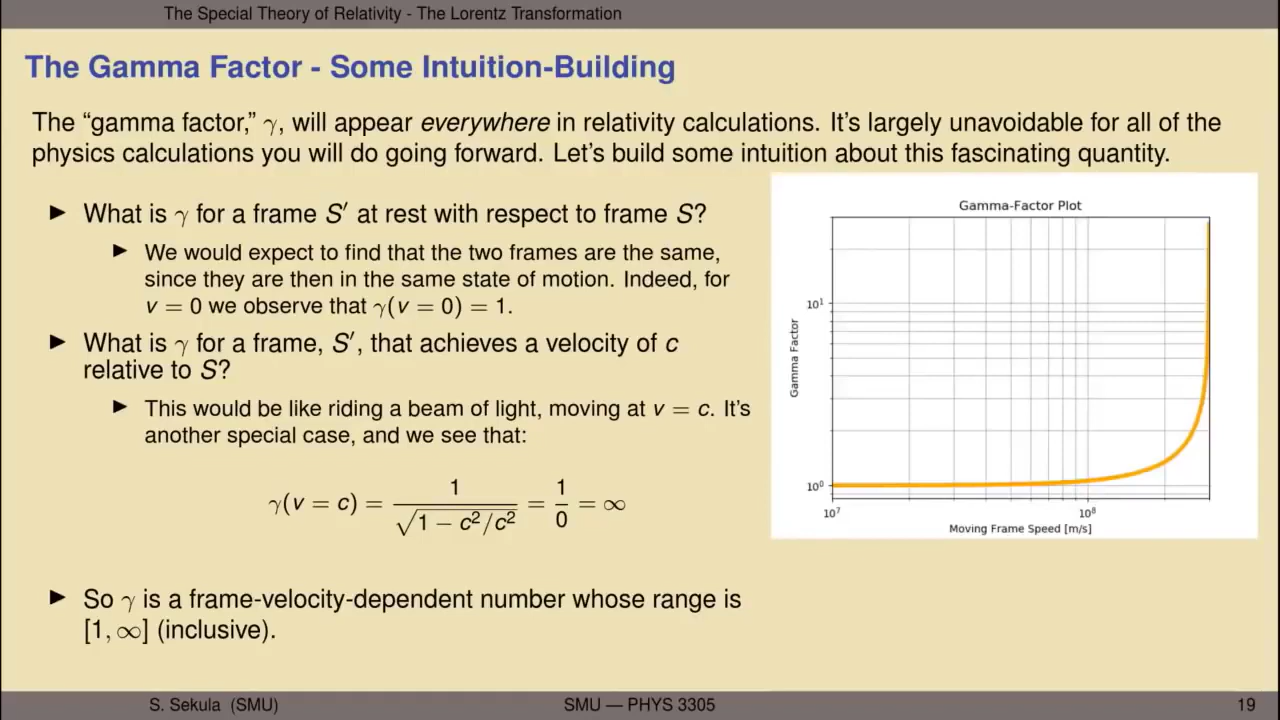 The Special Theory of Relativity - The Lorentz Transformation
The Gamma Factor - Some Intuition-Building
The “gamma factor,” γ, will appear everywhere in relativity calculations. It’s largely unavoidable for all of the
physics calculations you will do going forward. Let’s build some intuition about this fascinating quantity.
▶ What is γ for a frame S′ at rest with respect to frame S?
▶ We would expect to find that the two frames are the same,
since they are then in the same state of motion. Indeed, for
v = 0 we observe that γ(v = 0) = 1.
▶ What is γ for a frame, S′, that achieves a velocity of c
relative to S?
▶ This would be like riding a beam of light, moving at v = c. It’s
another special case, and we see that:
γ(v = c) = 1/√(1 − c²/c²) = 1/0 = ∞
▶ So γ is a frame-velocity-dependent number whose range is
[1, ∞] (inclusive).
Gamma-Factor Plot
Gamma Factor
10¹
10⁰
10⁷
10⁸
Moving Frame Speed [m/s]
S. Sekula (SMU)
SMU — PHYS 3305
19